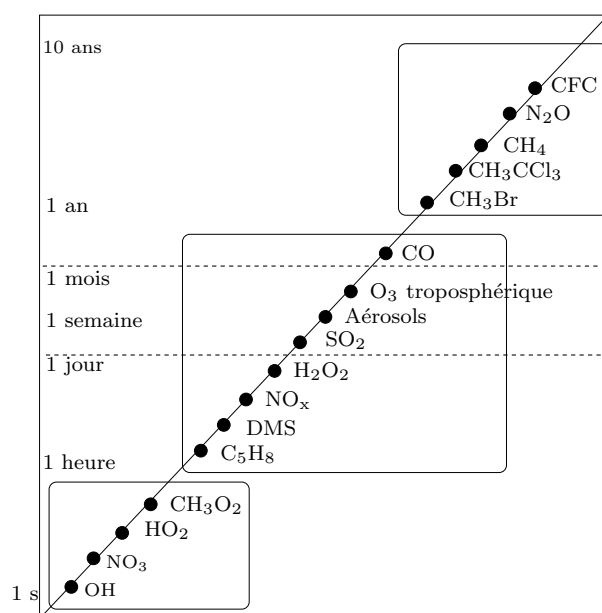 10 ans
CFC
N₂O
CH₄
CH₃CCl₃
CH₃Br
1 an
CO
1 mois
O₃ troposphérique
Aérosols
1 semaine
SO₂
1 jour
H₂O₂
NOₓ
DMS
C₅H₈
1 heure
CH₃O₂
HO₂
NO₃
OH
1 s